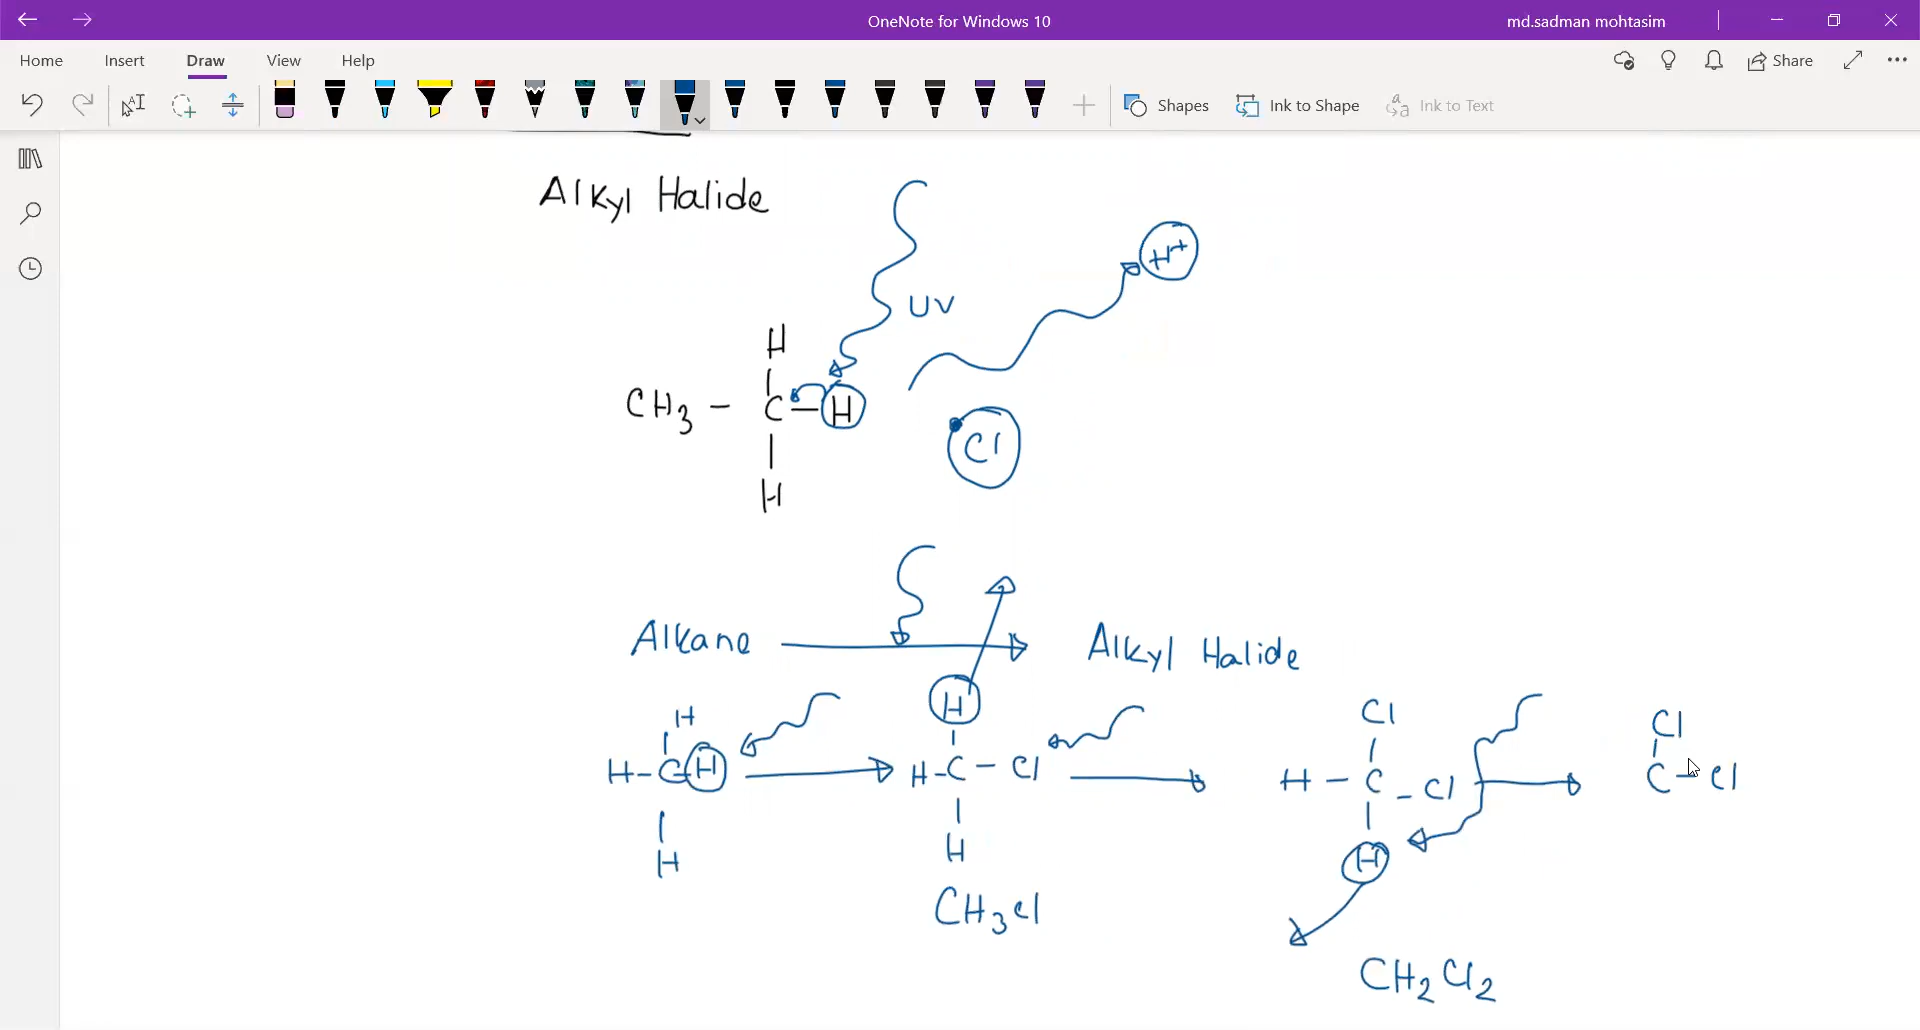 OneNote for Windows 10
md.sadman mohtasim
Home Insert Draw View Help
Share
Shapes Ink to Shape Ink to Text
Alkyl Halide
H+
UV
H
CH3 - C - H
Cl
H
Alkane Alkyl Halide
H H Cl Cl
H-C-H H-C-Cl H-C-Cl C-Cl
H H H
CH3Cl
CH2Cl2